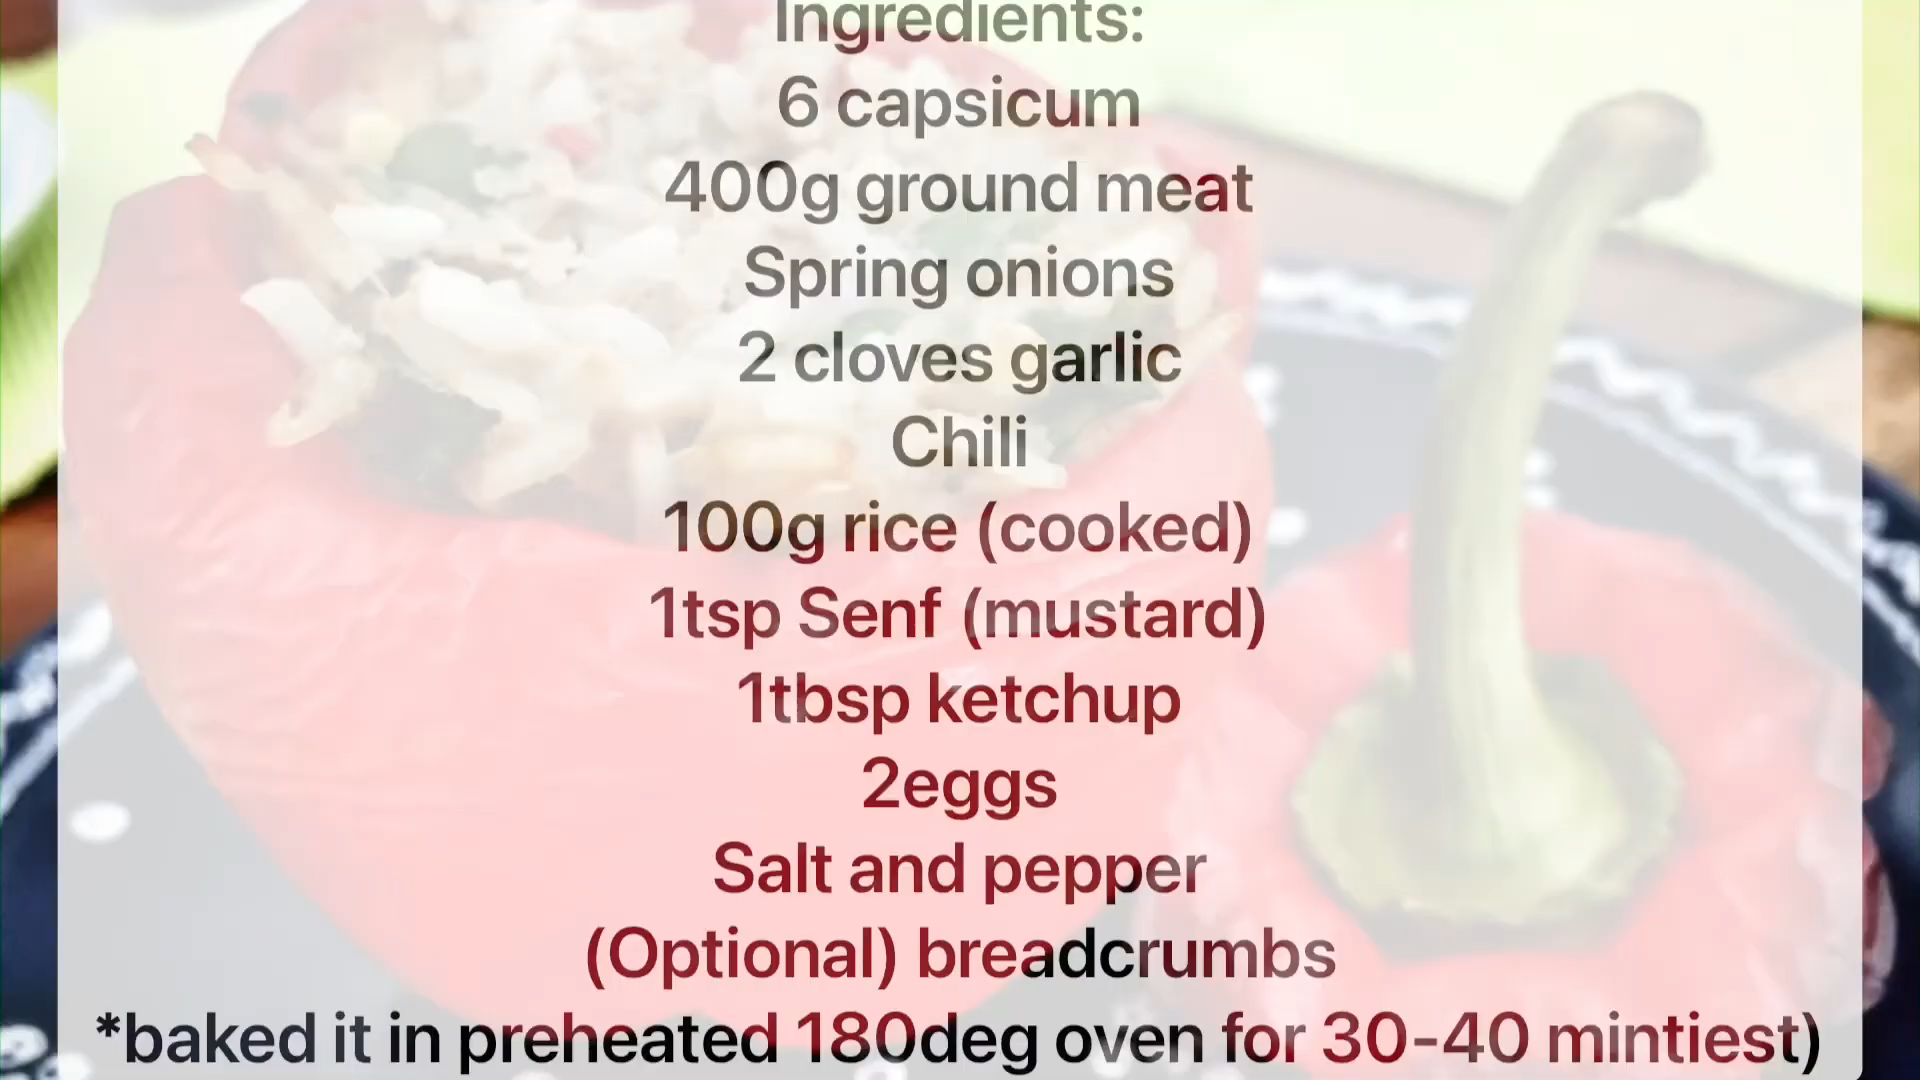 Ingredients:
6 capsicum
400g ground meat
Spring onions
2 cloves garlic
Chili
100g rice (cooked)
1tsp Senf (mustard)
1tbsp ketchup
2eggs
Salt and pepper
(Optional) breadcrumbs
*baked it in preheated 180deg oven for 30-40 mintiest)